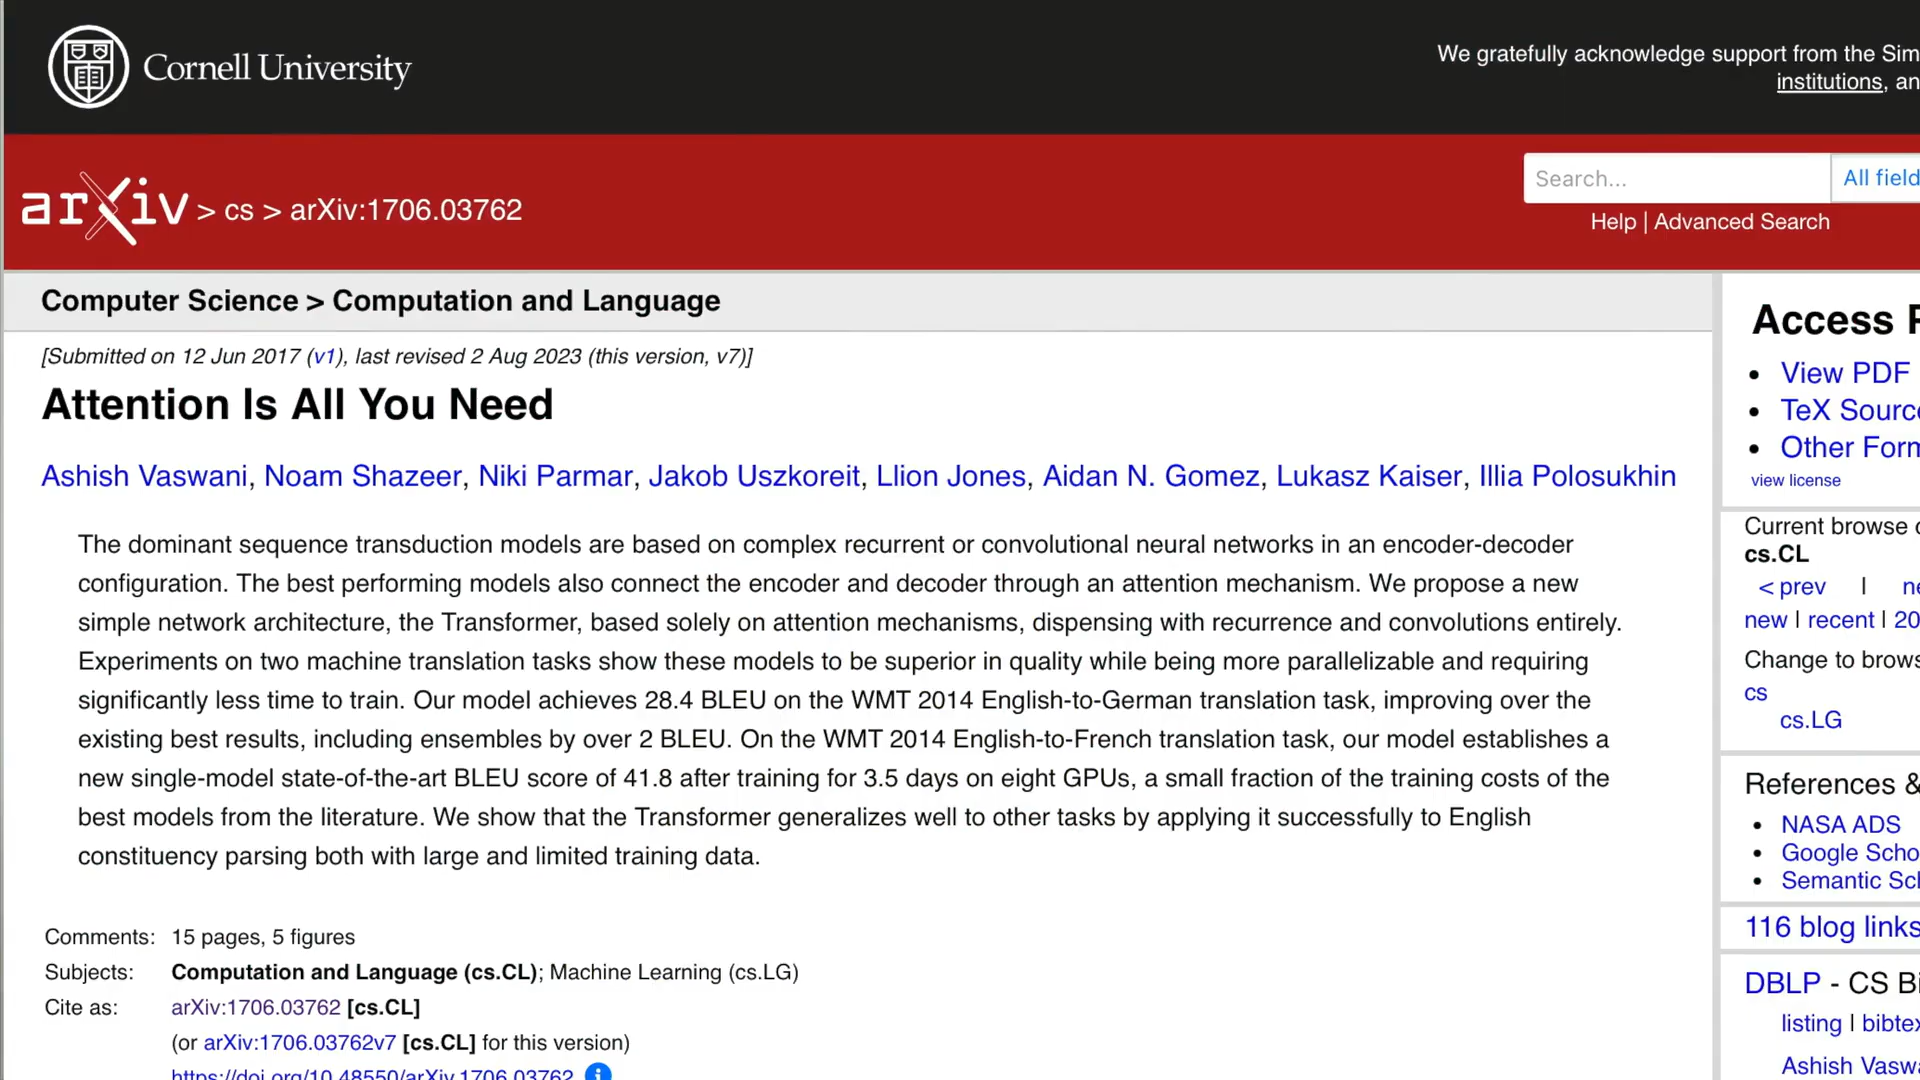 Cornell University
We gratefully acknowledge support from the
institutions,
arXiv > cs > arXiv:1706.03762
Search...
All
Help | Advanced Search
Computer Science > Computation and Language
[Submitted on 12 Jun 2017 (v1), last revised 2 Aug 2023 (this version, v7)]
Attention Is All You Need
Ashish Vaswani, Noam Shazeer, Niki Parmar, Jakob Uszkoreit, Llion Jones, Aidan N. Gomez, Lukasz Kaiser, Illia Polosukhin
The dominant sequence transduction models are based on complex recurrent or convolutional neural networks in an encoder-decoder
configuration. The best performing models also connect the encoder and decoder through an attention mechanism. We propose a new
simple network architecture, the Transformer, based solely on attention mechanisms, dispensing with recurrence and convolutions entirely.
Experiments on two machine translation tasks show these models to be superior in quality while being more parallelizable and requiring
significantly less time to train. Our model achieves 28.4 BLEU on the WMT 2014 English-to-German translation task, improving over the
existing best results, including ensembles by over 2 BLEU. On the WMT 2014 English-to-French translation task, our model establishes a
new single-model state-of-the-art BLEU score of 41.8 after training for 3.5 days on eight GPUs, a small fraction of the training costs of the
best models from the literature. We show that the Transformer generalizes well to other tasks by applying it successfully to English
constituency parsing both with large and limited training data.
Comments: 15 pages, 5 figures
Subjects: Computation and Language (cs.CL); Machine Learning (cs.LG)
Cite as: arXiv:1706.03762 [cs.CL]
(or arXiv:1706.03762v7 [cs.CL] for this version)
https://doi.org/10.48550/arXiv.1706.03762
Access
View PDF
TeX
Other
view license
Current browse
cs.CL
< prev |
new | recent |
Change to
cs
cs.LG
References &
NASA ADS
Google
Semantic
116 blog links
DBLP - CS
listing |
Ashish